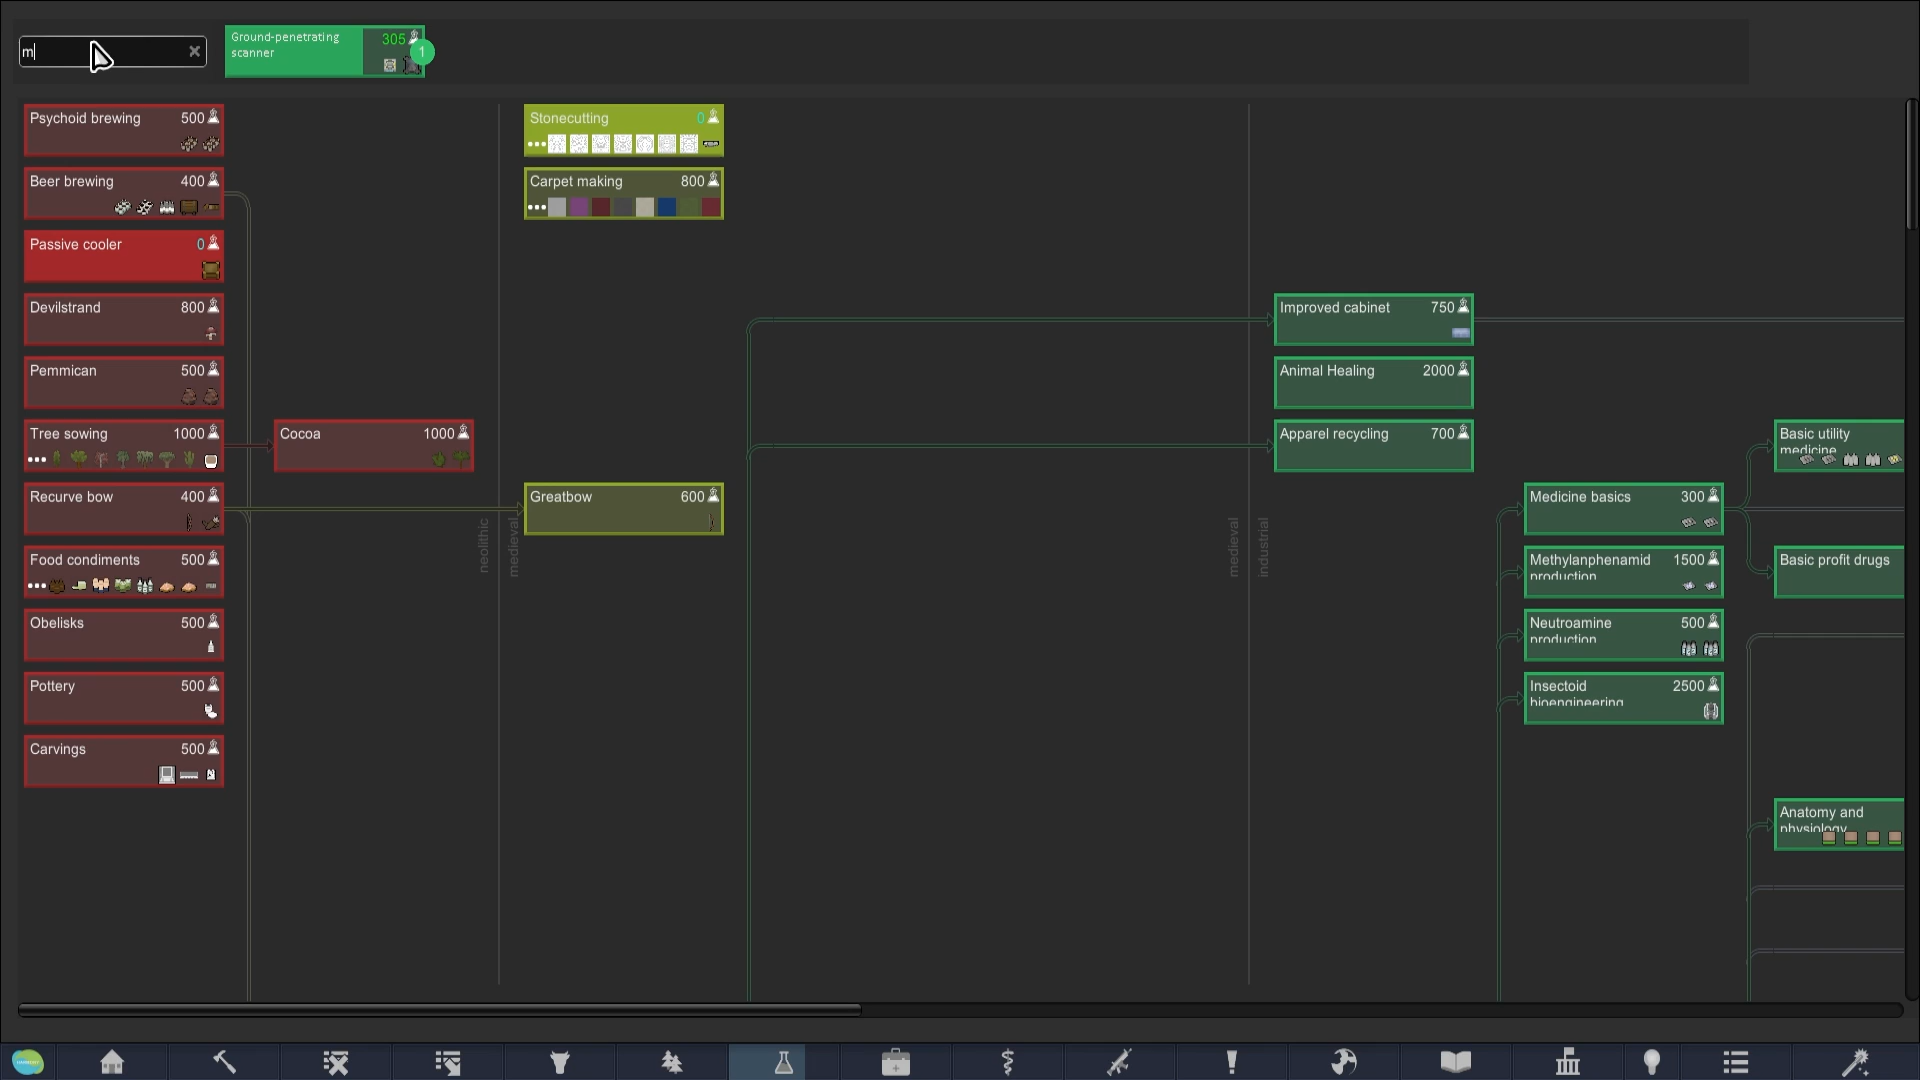 m
Ground-penetrating
scanner
305
1
Psychoid brewing 500
Stonecutting 0
Beer brewing 400
Carpet making 800
Passive cooler 0
Devilstrand 800
Improved cabinet 750
Pemmican 500
Animal Healing 2000
Tree sowing 1000
Cocoa 1000
Apparel recycling 700
Basic utility
medicine
Recurve bow 400
Greatbow 600
Medicine basics 300
neolithic
medieval
medieval
industrial
Food condiments 500
Methylanphenamid 1500
production
Basic profit drugs
Obelisks 500
Neutroamine 500
production
Pottery 500
Insectoid 2500
bioengineering
Carvings 500
Anatomy and
physiology